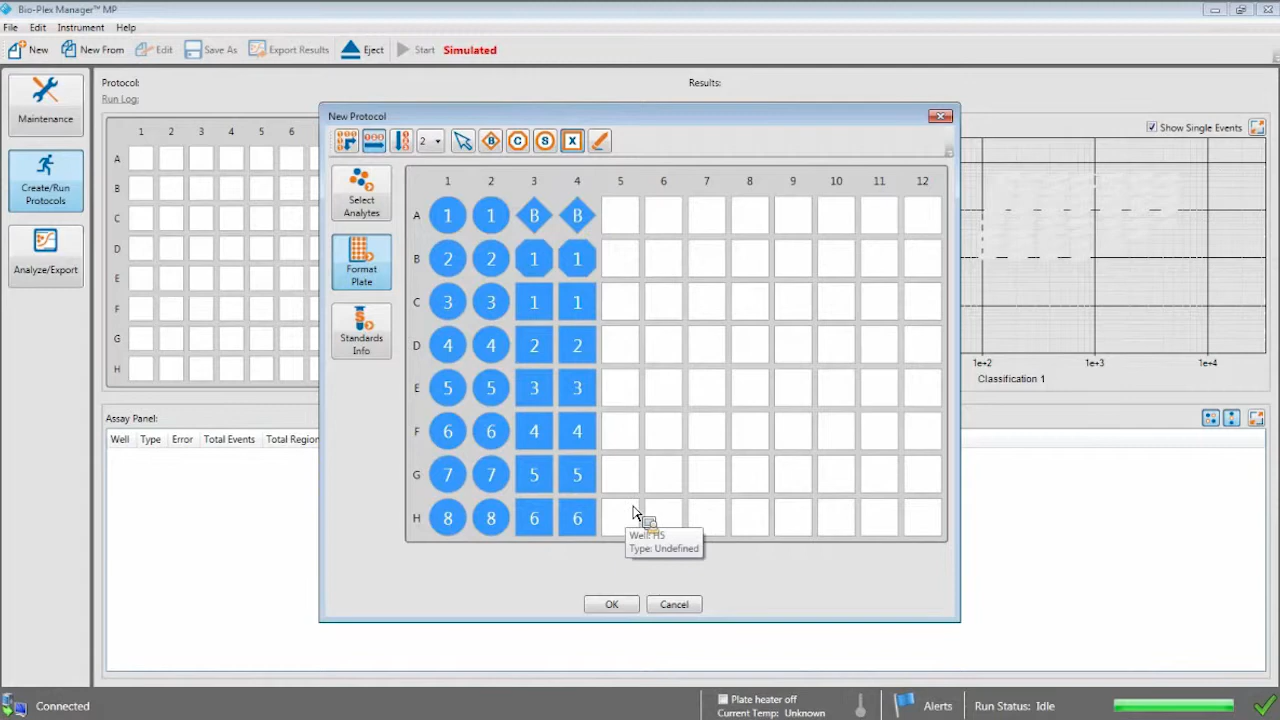 Bio-Plex Manager™ MP
File Edit Instrument Help
New New From Edit Save As Export Results Eject Start Simulated
Maintenance
Create/Run
Protocols
Analyze/Export
Protocol: Results:
Run Log:
1 2 3 4 5 6
A
B
C
D
E
F
G
H
Show Single Events
1e+2 1e+3 1e+4
Classification 1
Assay Panel:
Well Type Error Total Events Total Region
New Protocol
2 B C S X
Select
Analytes
Format
Plate
Standards
Info
1 2 3 4 5 6 7 8 9 10 11 12
A 1 1 B B
B 2 2 1 1
C 3 3 1 1
D 4 4 2 2
E 5 5 3 3
F 6 6 4 4
G 7 7 5 5
H 8 8 6 6
Well: H5
Type: Undefined
OK Cancel
Connected
Plate heater off
Current Temp: Unknown
Alerts
Run Status: Idle